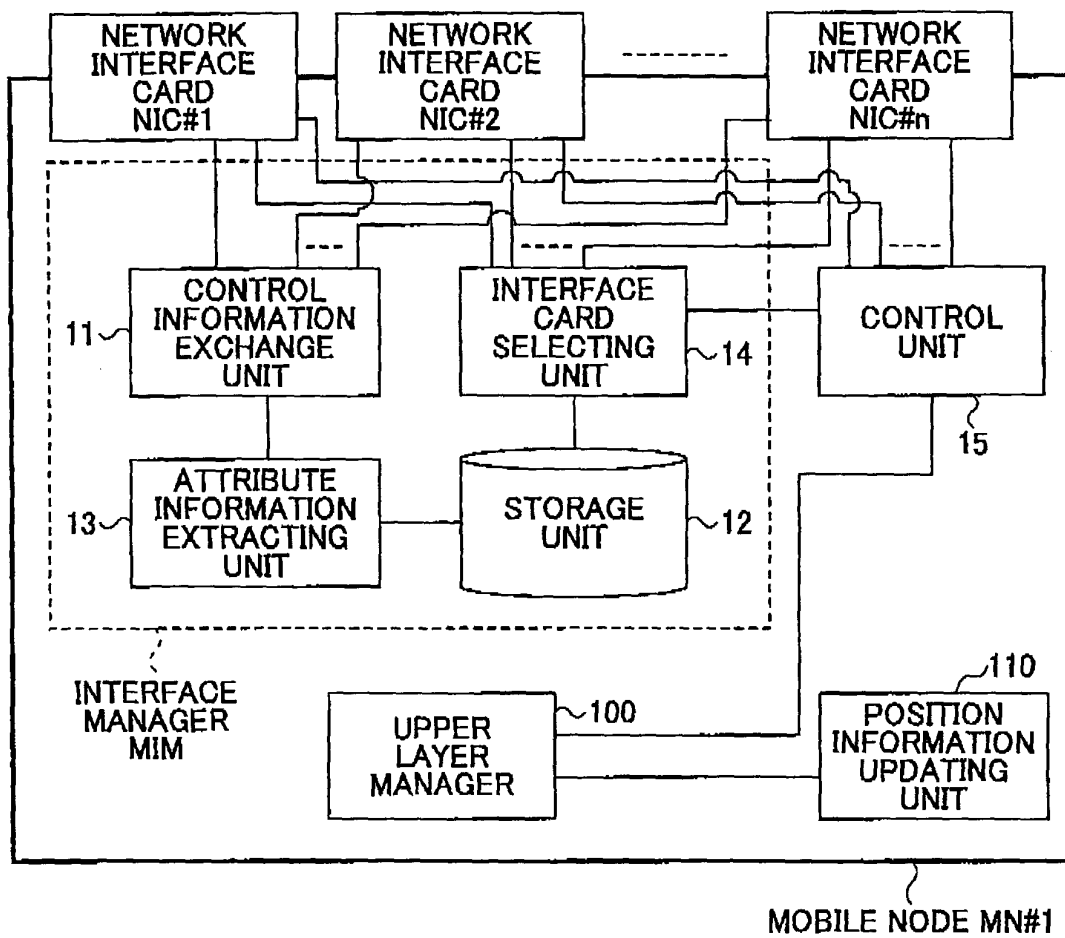 NETWORK
INTERFACE
CARD
NIC#1
NETWORK
INTERFACE
CARD
NIC#2
NETWORK
INTERFACE
CARD
NIC#n
11
CONTROL
INFORMATION
EXCHANGE
UNIT
INTERFACE
CARD
SELECTING
UNIT
14
CONTROL
UNIT
15
13
ATTRIBUTE
INFORMATION
EXTRACTING
UNIT
STORAGE
UNIT
12
INTERFACE
MANAGER
MIM
UPPER
LAYER
MANAGER
100
110
POSITION
INFORMATION
UPDATING
UNIT
MOBILE NODE MN#1